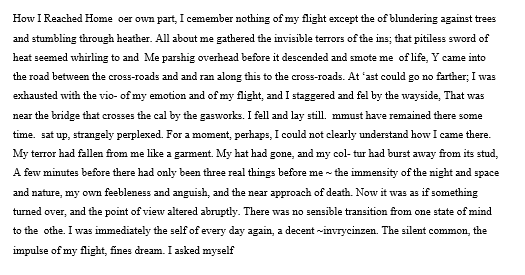 How I Reached Home  oer own part, I cemember nothing of my flight except the of blundering against trees
and stumbling through heather. All about me gathered the invisible terrors of the ins; that pitiless sword of
heat seemed whirling to and  Me parshig overhead before it descended and smote me  of life, Y came into
the road between the cross-roads and and ran along this to the cross-roads. At ‘ast could go no farther; I was
exhausted with the vio- of my emotion and of my flight, and I staggered and fel by the wayside, That was
near the bridge that crosses the cal by the gasworks. I fell and lay still.  mmust have remained there some
time.  sat up, strangely perplexed. For a moment, perhaps, I could not clearly understand how I came there.
My terror had fallen from me like a garment. My hat had gone, and my col- tur had burst away from its stud,
A few minutes before there had only been three real things before me ~ the immensity of the night and space
and nature, my own feebleness and anguish, and the near approach of death. Now it was as if something
turned over, and the point of view altered abruptly. There was no sensible transition from one state of mind
to the  othe. I was immediately the self of every day again, a decent ~invrycinzen. The silent common, the
impulse of my flight, fines dream. I asked myself